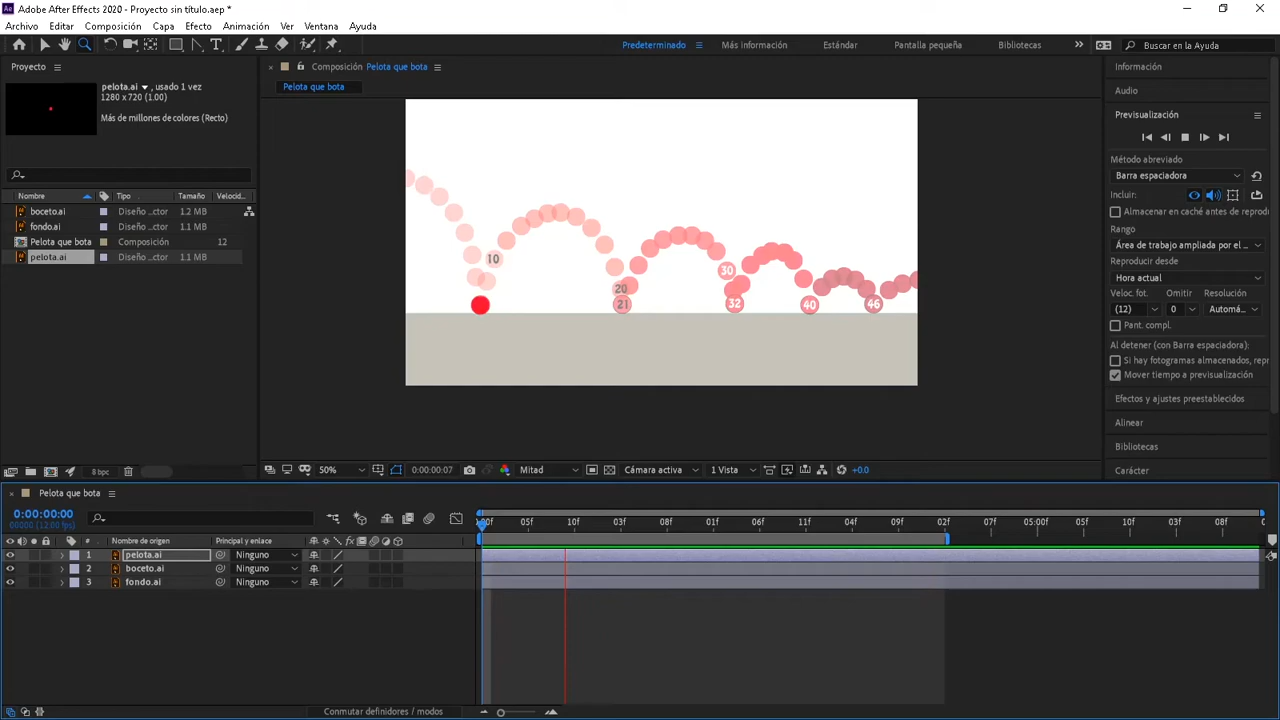 Adobe After Effects 2020 - Proyecto sin título.aep *
Archivo Editar Composición Capa Efecto Animación Ver Ventana Ayuda
Predeterminado Más información Estándar Pantalla pequeña Bibliotecas Buscar en la Ayuda
Proyecto
pelota.ai , usado 1 vez
1280 x 720 (1.00)
Más de millones de colores (Recto)
Nombre Tipo Tamaño Velocid...
boceto.ai Diseño ...ctor 1.2 MB
fondo.ai Diseño ...ctor 1.1 MB
Pelota que bota Composición 12
pelota.ai Diseño ...ctor 1.1 MB
8 bpc
Composición Pelota que bota
Pelota que bota
10
20
21
30
32
40
46
50% 0:00:00:07 Mitad Cámara activa 1 Vista +0.0
Información
Audio
Previsualización
Método abreviado
Barra espaciadora
Incluir:
Almacenar en caché antes de reprod
Rango
Área de trabajo ampliada por el ...
Reproducir desde
Hora actual
Veloc. fot. Omitir Resolución
(12) 0 Automá...
Pant. compl.
Al detener (con Barra espaciadora):
Si hay fotogramas almacenados, repr
Mover tiempo a previsualización
Efectos y ajustes preestablecidos
Alinear
Bibliotecas
Carácter
Pelota que bota
0:00:00:00
00000 (12.00 fps)
:00f 05f 10f 03f 08f 01f 06f 11f 04f 09f 02f 07f 05:00f 05f 10f 03f 08f
# Nombre de origen Principal y enlace
1 pelota.ai Ninguno
2 boceto.ai Ninguno
3 fondo.ai Ninguno
Conmutar definidores / modos